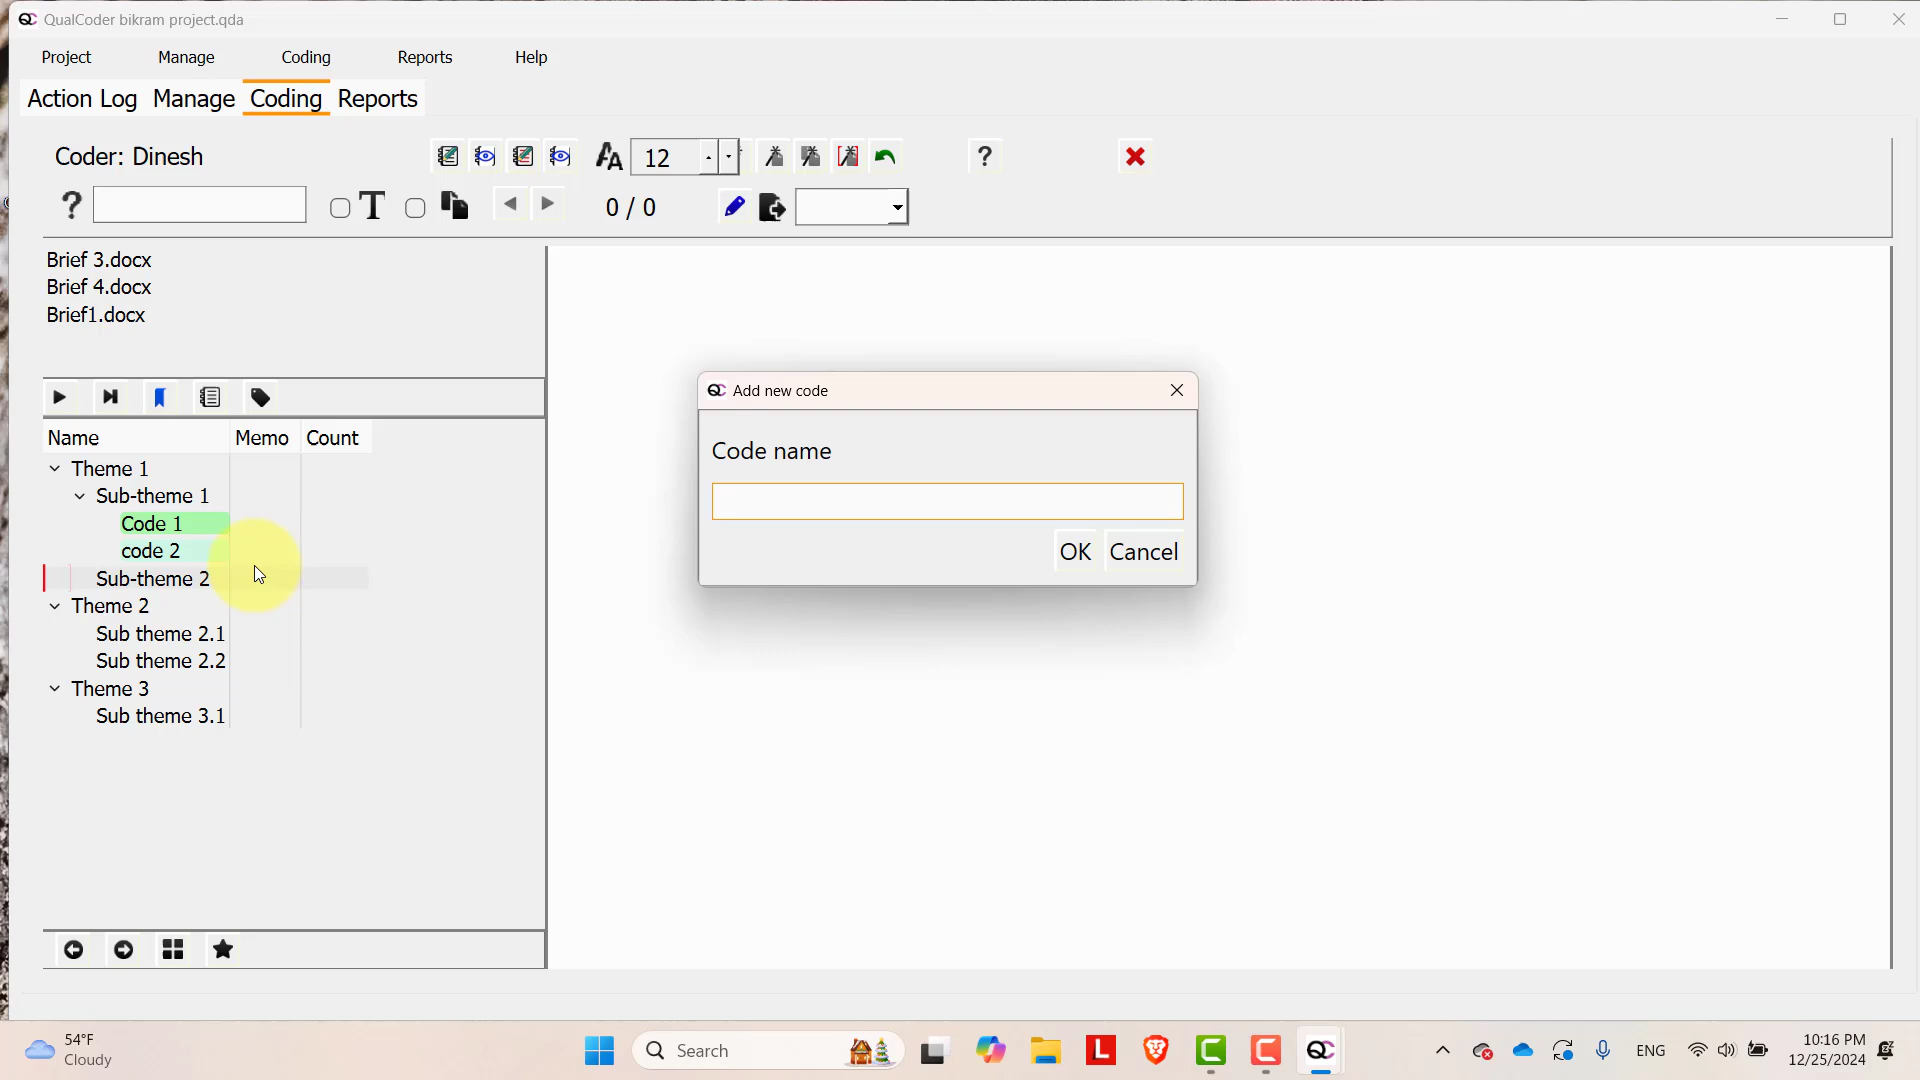 QualCoder bikram project.qda
Project Manage Coding Reports Help
Action Log Manage Coding Reports
Coder: Dinesh
12
0 / 0
Brief 3.docx
Brief 4.docx
Brief1.docx
Add new code
Code name
OK Cancel
Name Memo Count
Theme 1
Sub-theme 1
Code 1
code 2
Sub-theme 2
Theme 2
Sub theme 2.1
Sub theme 2.2
Theme 3
Sub theme 3.1
54°F
Cloudy
Search
ENG
10:16 PM
12/25/2024